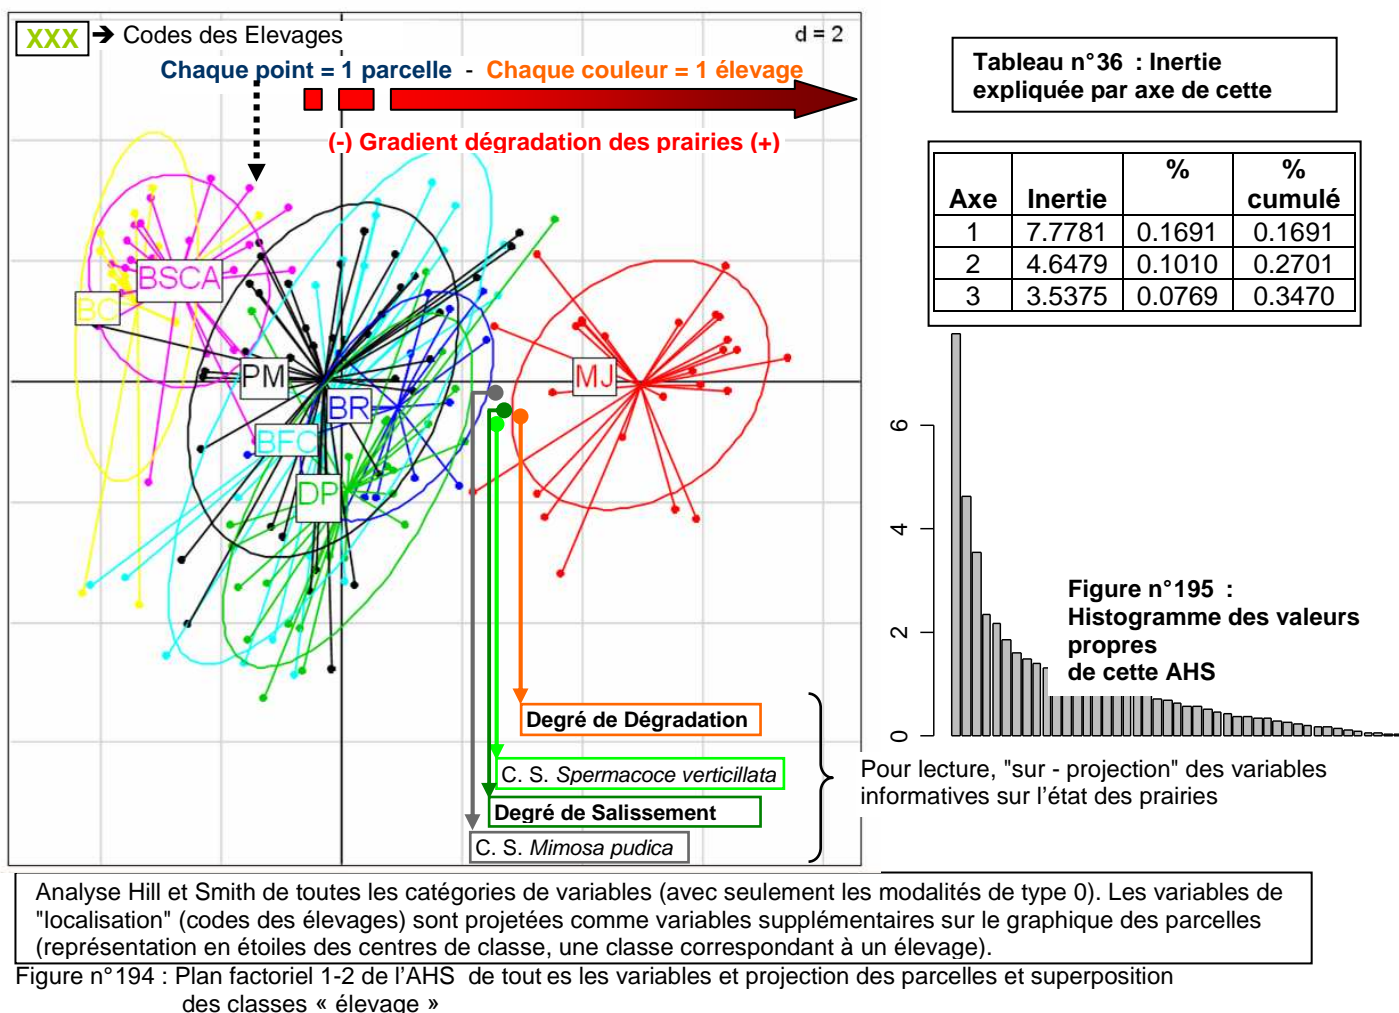 XXX → Codes des Elevages
d = 2
Chaque point = 1 parcelle - Chaque couleur = 1 élevage
(-) Gradient dégradation des prairies (+)
BSCA
BC
PM
BR
BFC
DP
MJ
Degré de Dégradation
C. S. Spermacoce verticillata
Degré de Salissement
C. S. Mimosa pudica
Tableau n°36 : Inertie
expliquée par axe de cette
Axe Inertie % % cumulé
1 7.7781 0.1691 0.1691
2 4.6479 0.1010 0.2701
3 3.5375 0.0769 0.3470
6
4
2
0
Figure n°195 :
Histogramme des valeurs
propres
de cette AHS
Pour lecture, "sur - projection" des variables
informatives sur l'état des prairies
Analyse Hill et Smith de toutes les catégories de variables (avec seulement les modalités de type 0). Les variables de
"localisation" (codes des élevages) sont projetées comme variables supplémentaires sur le graphique des parcelles
(représentation en étoiles des centres de classe, une classe correspondant à un élevage).
Figure n°194 : Plan factoriel 1-2 de l'AHS de tout es les variables et projection des parcelles et superposition
des classes « élevage »